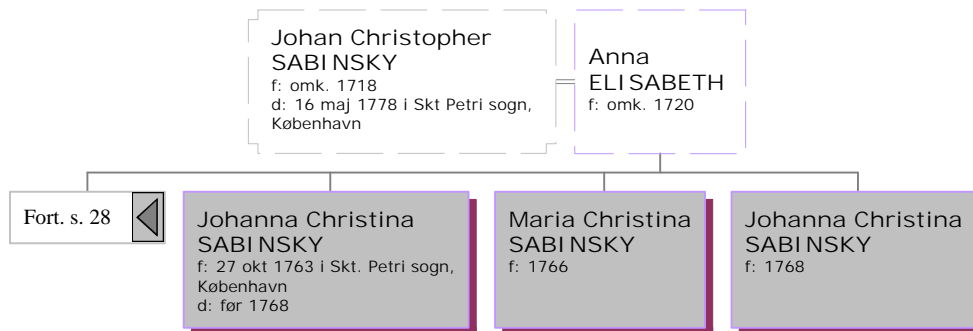 Johan Christopher
SABINSKY
f: omk. 1718
d: 16 maj 1778 i Skt Petri sogn,
København
Anna
ELISABETH
f: omk. 1720
Fort. s. 28
Johanna Christina
SABINSKY
f: 27 okt 1763 i Skt. Petri sogn,
København
d: før 1768
Maria Christina
SABINSKY
f: 1766
Johanna Christina
SABINSKY
f: 1768